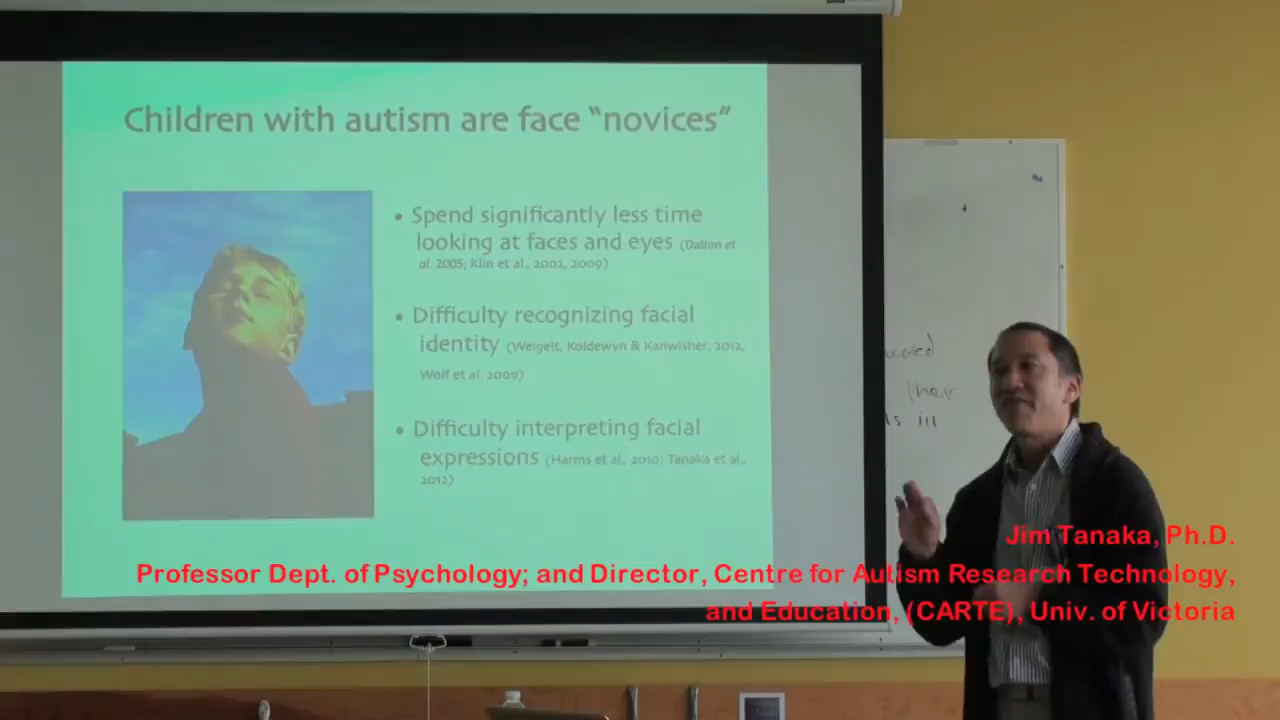 Children with autism are face “novices”
• Spend significantly less time
looking at faces and eyes (Dalton et
al. 2005; Klin et al., 2002, 2009)
• Difficulty recognizing facial
identity (Weigelt, Koldewyn & Kanwisher, 2012,
Wolf et al. 2009)
• Difficulty interpreting facial
expressions (Harms et al., 2010; Tanaka et al.,
2012)
their
in
Jim Tanaka, Ph.D.
Professor Dept. of Psychology; and Director, Centre for Autism Research Technology,
and Education, (CARTE), Univ. of Victoria